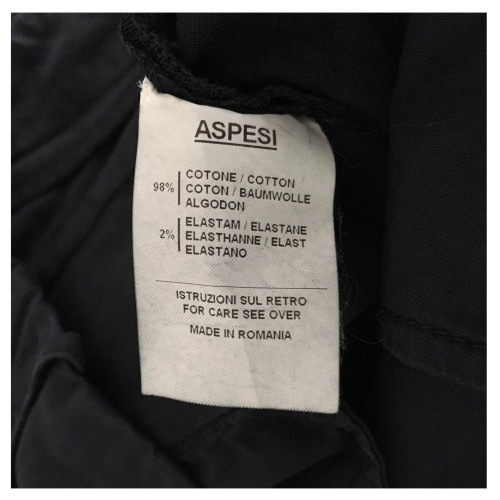 ASPESI
98% COTONE / COTTON
COTON / BAUMWOLLE
ALGODON
2% ELASTAM / ELASTANE
ELASTHANNE / ELAST
ELASTANO
ISTRUZIONI SUL RETRO
FOR CARE SEE OVER
MADE IN ROMANIA